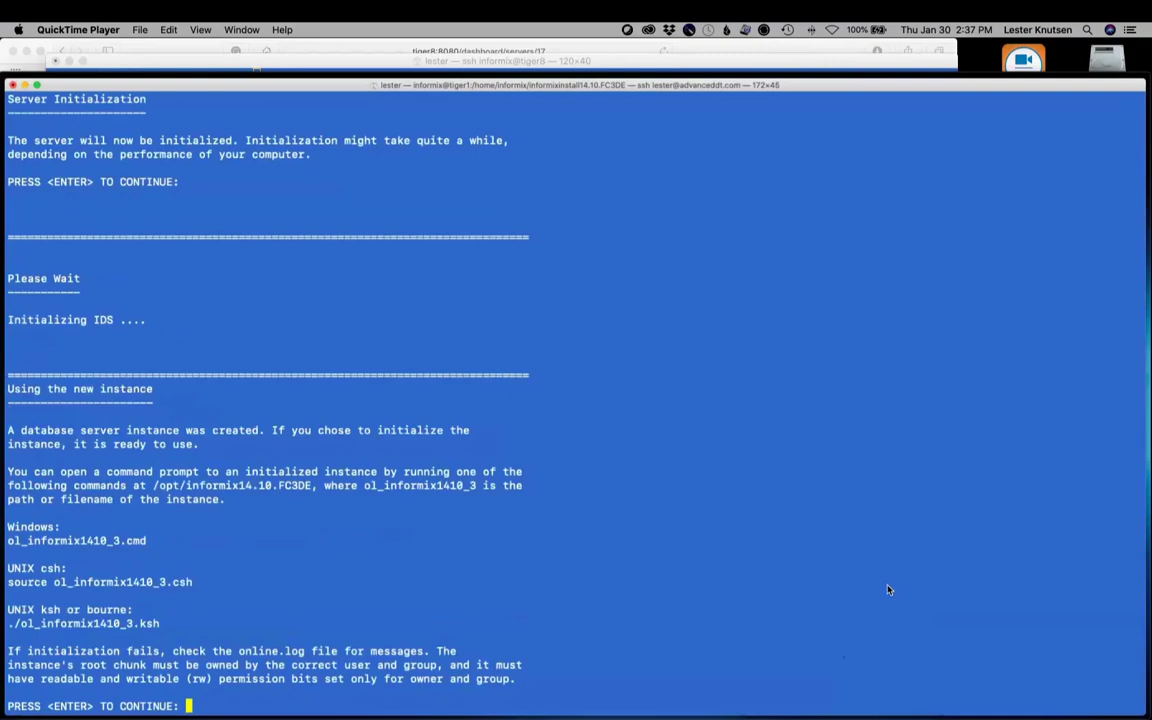 QuickTime Player File Edit View Window Help 100% Thu Jan 30 2:37 PM Lester Knutsen
tiger8:8080/dashboard/servers/17
lester — ssh informix@tiger8 — 120×40
lester — informix@tiger1:/home/informix/informixinstall14.10.FC3DE — ssh lester@advanceddt.com — 172×45
Server Initialization
---------------------
The server will now be initialized. Initialization might take quite a while,
depending on the performance of your computer.
PRESS <ENTER> TO CONTINUE:
===============================================================================
Please Wait
-----------
Initializing IDS ....
===============================================================================
Using the new instance
----------------------
A database server instance was created. If you chose to initialize the
instance, it is ready to use.
You can open a command prompt to an initialized instance by running one of the
following commands at /opt/informix14.10.FC3DE, where ol_informix1410_3 is the
path or filename of the instance.
Windows:
ol_informix1410_3.cmd
UNIX csh:
source ol_informix1410_3.csh
UNIX ksh or bourne:
./ol_informix1410_3.ksh
If initialization fails, check the online.log file for messages. The
instance's root chunk must be owned by the correct user and group, and it must
have readable and writable (rw) permission bits set only for owner and group.
PRESS <ENTER> TO CONTINUE: